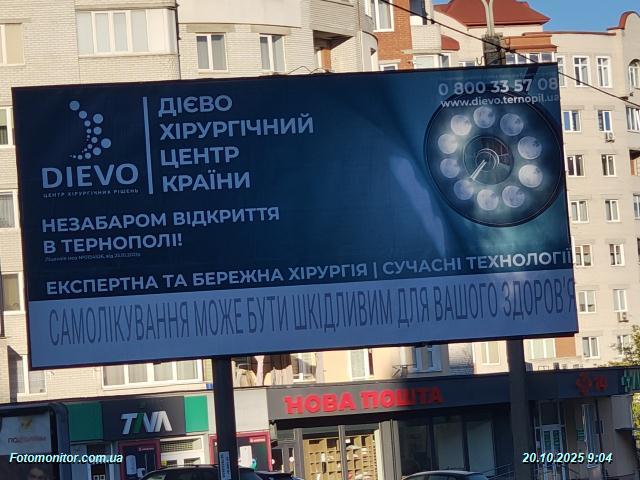 0 800 33 57 08
www.dievo.ternopil.ua
DIEVO
ЦЕНТР ХІРУРГІЧНИХ РІШЕНЬ
ДІЄВО
ХІРУРГІЧНИЙ
ЦЕНТР
КРАЇНИ
НЕЗАБАРОМ ВІДКРИТТЯ
В ТЕРНОПОЛІ!
ЕКСПЕРТНА ТА БЕРЕЖНА ХІРУРГІЯ | СУЧАСНІ ТЕХНОЛОГІЇ
САМОЛІКУВАННЯ МОЖЕ БУТИ ШКІДЛИВИМ ДЛЯ ВАШОГО ЗДОРОВ'Я
НОВА ПОШТА
Fotomonitor.com.ua
20.10.2025 9:04